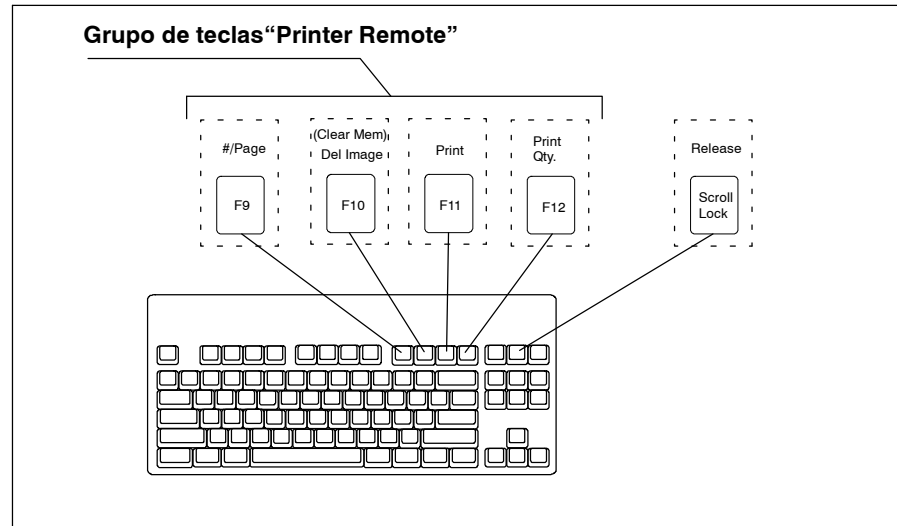 Grupo de teclas“Printer Remote”
#/Page
(Clear Mem)
Del Image
Print
Print
Qty.
Release
F9
F10
F11
F12
Scroll
Lock